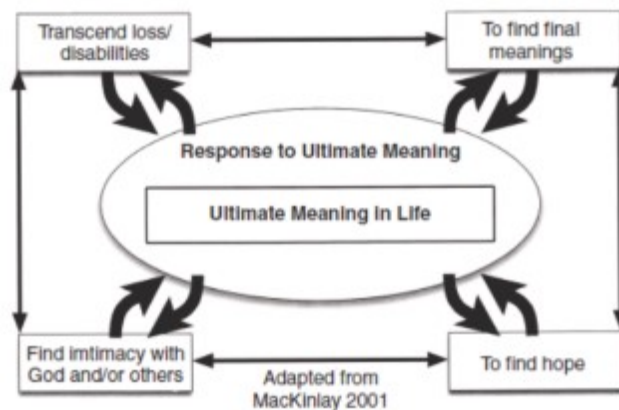 Transcend loss/
disabilities
To find final
meanings
Response to Ultimate Meaning
Ultimate Meaning in Life
Find imtimacy with
God and/or others
Adapted from
MacKinlay 2001
To find hope